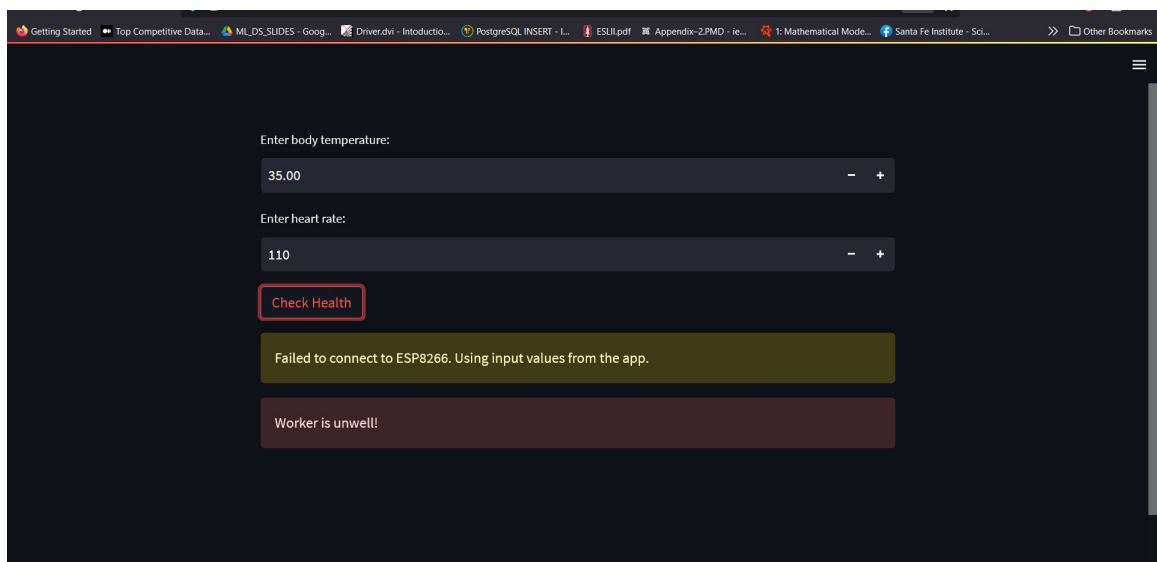 Getting Started Top Competitive Data... ML_DS_SLIDES - Goog... Driver.dvi - Intoductio... PostgreSQL INSERT - I... ESLII.pdf Appendix-2.PMD - ie... 1: Mathematical Mode... Santa Fe Institute - Sci... Other Bookmarks
Enter body temperature:
35.00
Enter heart rate:
110
Check Health
Failed to connect to ESP8266. Using input values from the app.
Worker is unwell!